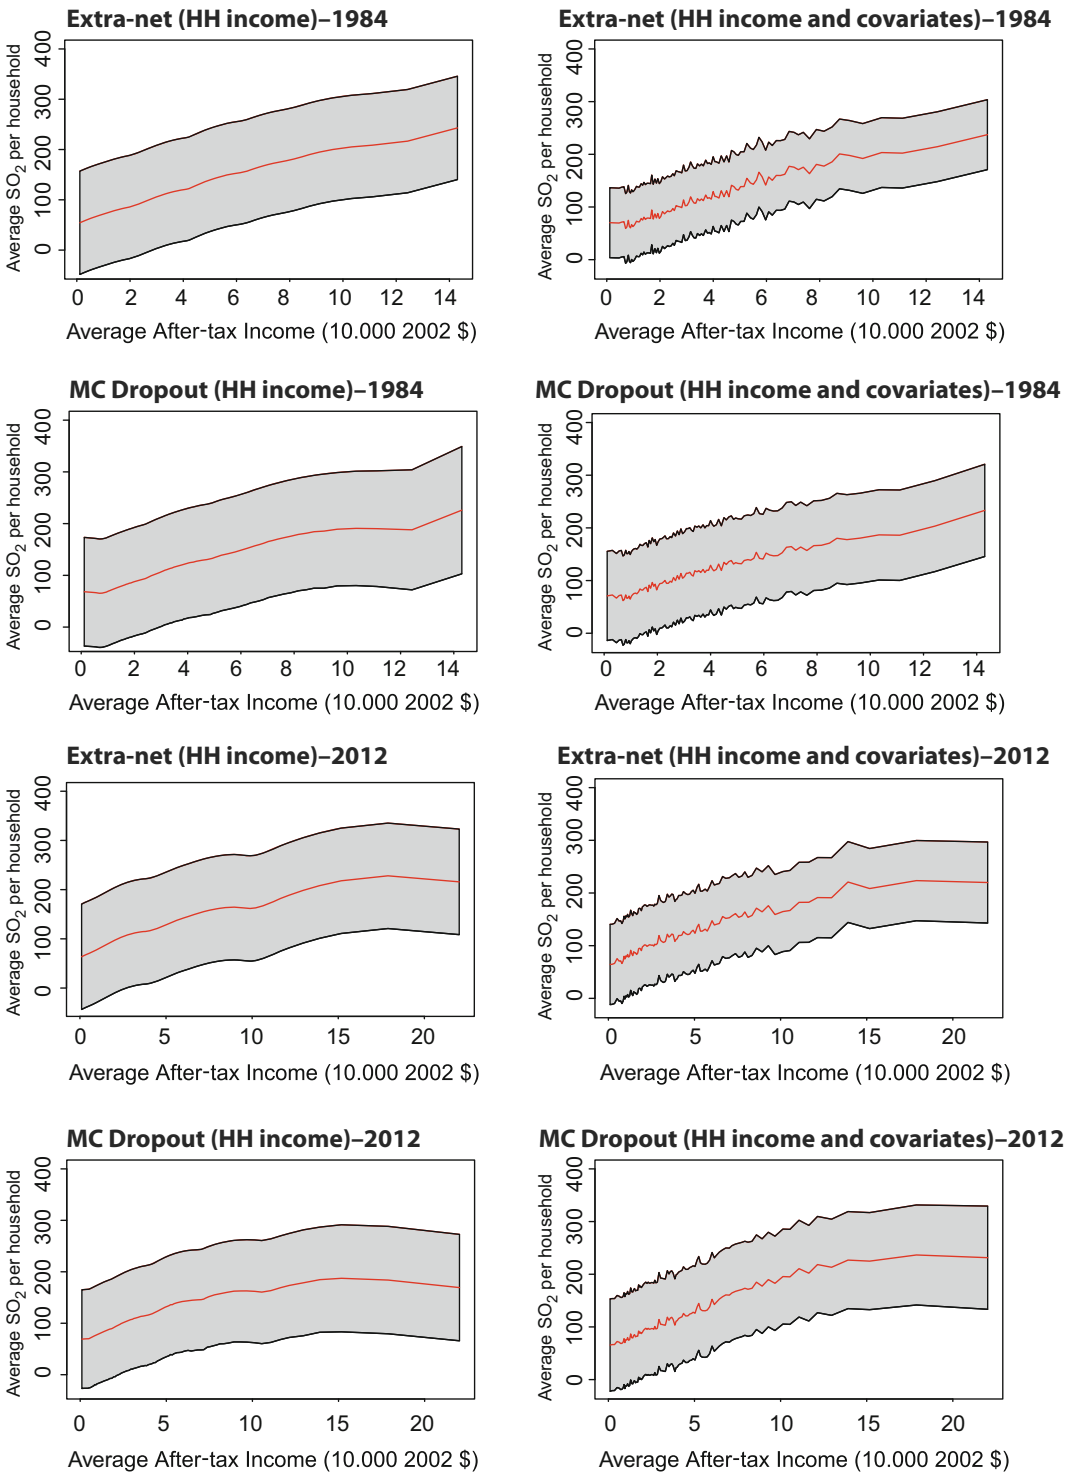 Extra-net (HH income)–1984
Average SO2 per household
400
300
200
100
0
0 2 4 6 8 10 12 14
Average After-tax Income (10.000 2002 $)
Extra-net (HH income and covariates)–1984
Average SO2 per household
400
300
200
100
0
0 2 4 6 8 10 12 14
Average After-tax Income (10.000 2002 $)
MC Dropout (HH income)–1984
Average SO2 per household
400
300
200
100
0
0 2 4 6 8 10 12 14
Average After-tax Income (10.000 2002 $)
MC Dropout (HH income and covariates)–1984
Average SO2 per household
400
300
200
100
0
0 2 4 6 8 10 12 14
Average After-tax Income (10.000 2002 $)
Extra-net (HH income)–2012
Average SO2 per household
400
300
200
100
0
0 5 10 15 20
Average After-tax Income (10.000 2002 $)
Extra-net (HH income and covariates)–2012
Average SO2 per household
400
300
200
100
0
0 5 10 15 20
Average After-tax Income (10.000 2002 $)
MC Dropout (HH income)–2012
Average SO2 per household
400
300
200
100
0
0 5 10 15 20
Average After-tax Income (10.000 2002 $)
MC Dropout (HH income and covariates)–2012
Average SO2 per household
400
300
200
100
0
0 5 10 15 20
Average After-tax Income (10.000 2002 $)